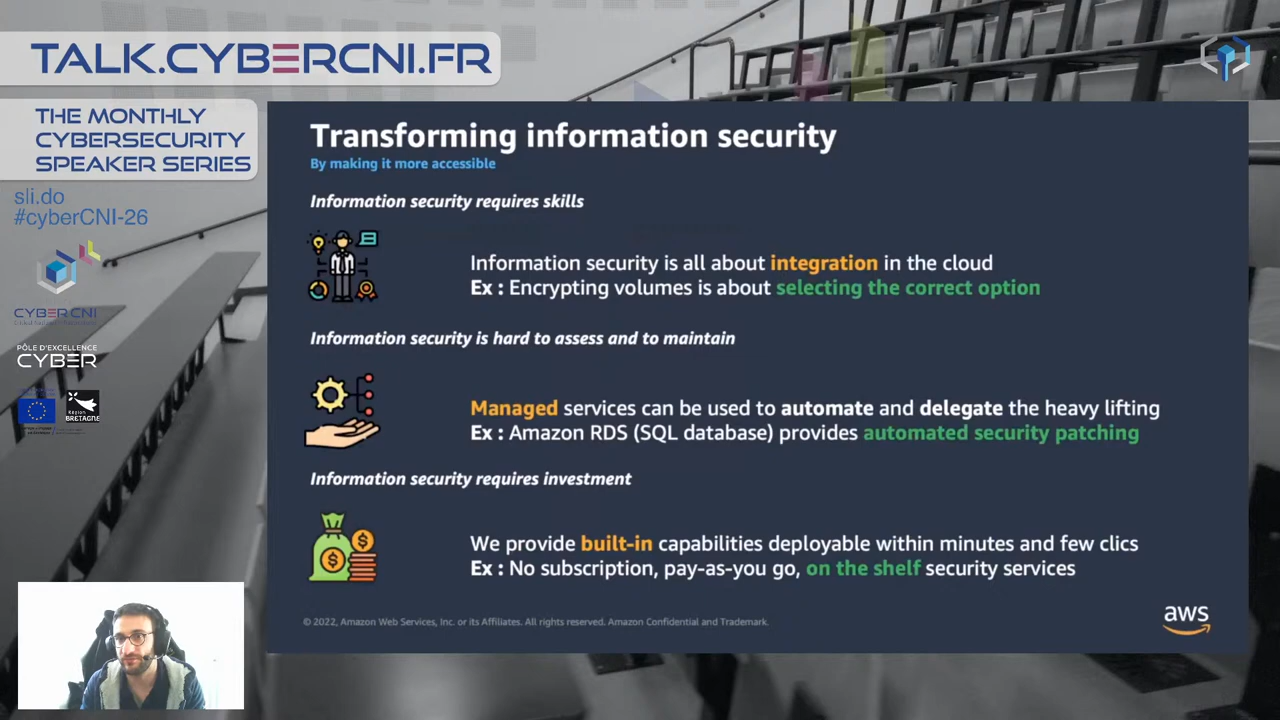 TALK.CYBERCNI.FR
THE MONTHLY
CYBERSECURITY
SPEAKER SERIES
sli.do
#cyberCNI-26
CYBERCNI
PÔLE D'EXCELLENCE
CYBER
Région
BRETAGNE
Transforming information security
By making it more accessible
Information security requires skills
Information security is all about integration in the cloud
Ex : Encrypting volumes is about selecting the correct option
Information security is hard to assess and to maintain
Managed services can be used to automate and delegate the heavy lifting
Ex : Amazon RDS (SQL database) provides automated security patching
Information security requires investment
We provide built-in capabilities deployable within minutes and few clics
Ex : No subscription, pay-as-you go, on the shelf security services
© 2022, Amazon Web Services, Inc. or its Affiliates. All rights reserved. Amazon Confidential and Trademark.
aws